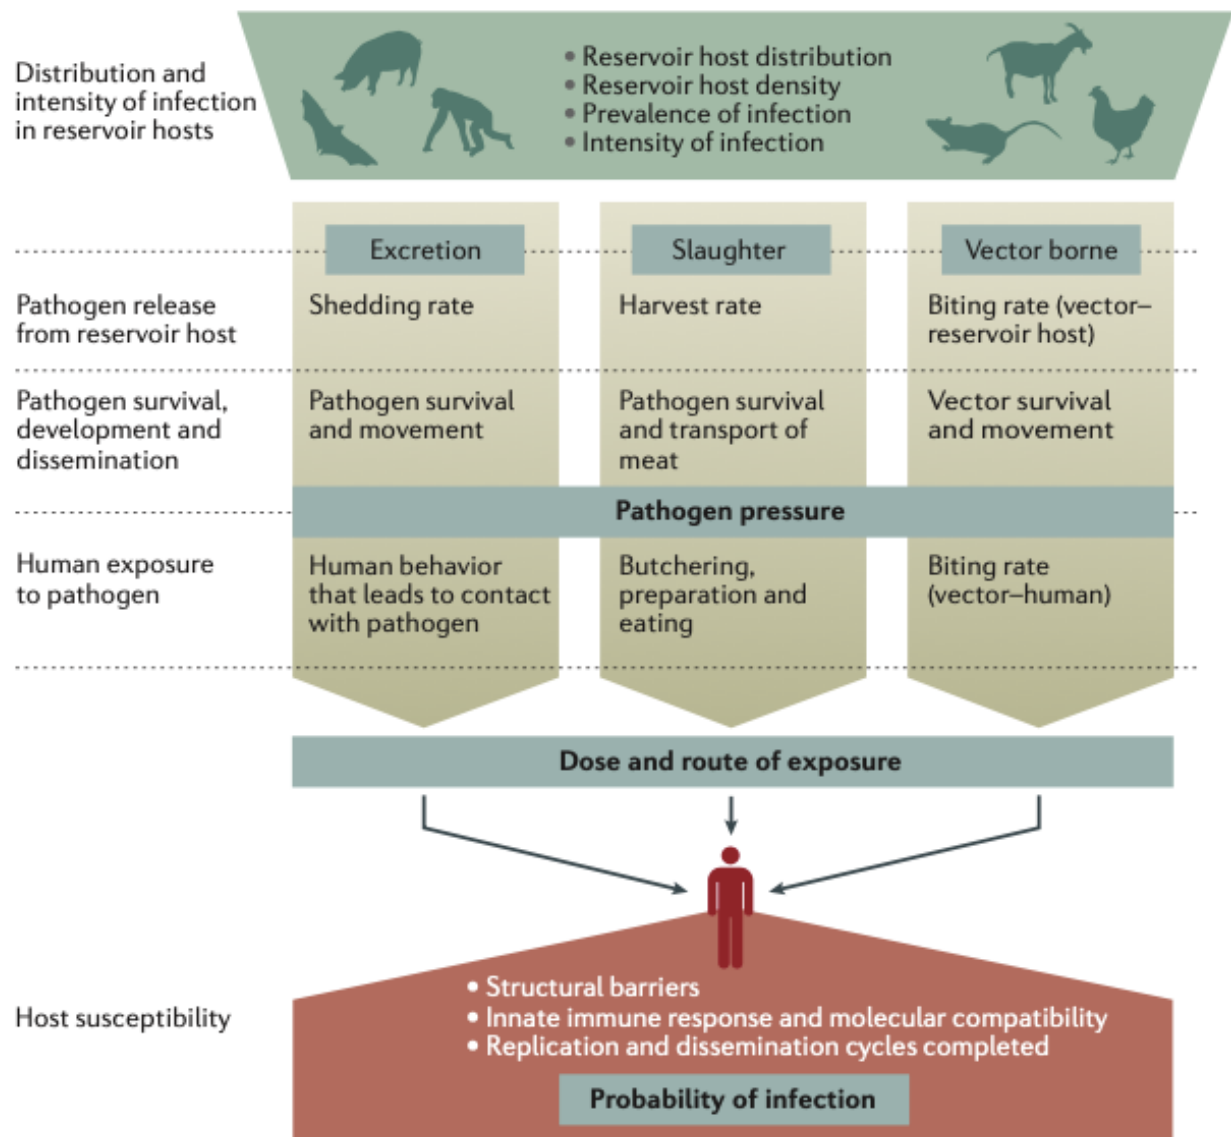 Distribution and
intensity of infection
in reservoir hosts
• Reservoir host distribution
• Reservoir host density
• Prevalence of infection
• Intensity of infection
Excretion
Slaughter
Vector borne
Pathogen release
from reservoir host
Shedding rate
Harvest rate
Biting rate (vector–
reservoir host)
Pathogen survival,
development and
dissemination
Pathogen survival
and movement
Pathogen survival
and transport of
meat
Vector survival
and movement
Pathogen pressure
Human exposure
to pathogen
Human behavior
that leads to contact
with pathogen
Butchering,
preparation and
eating
Biting rate
(vector–human)
Dose and route of exposure
Host susceptibility
• Structural barriers
• Innate immune response and molecular compatibility
• Replication and dissemination cycles completed
Probability of infection